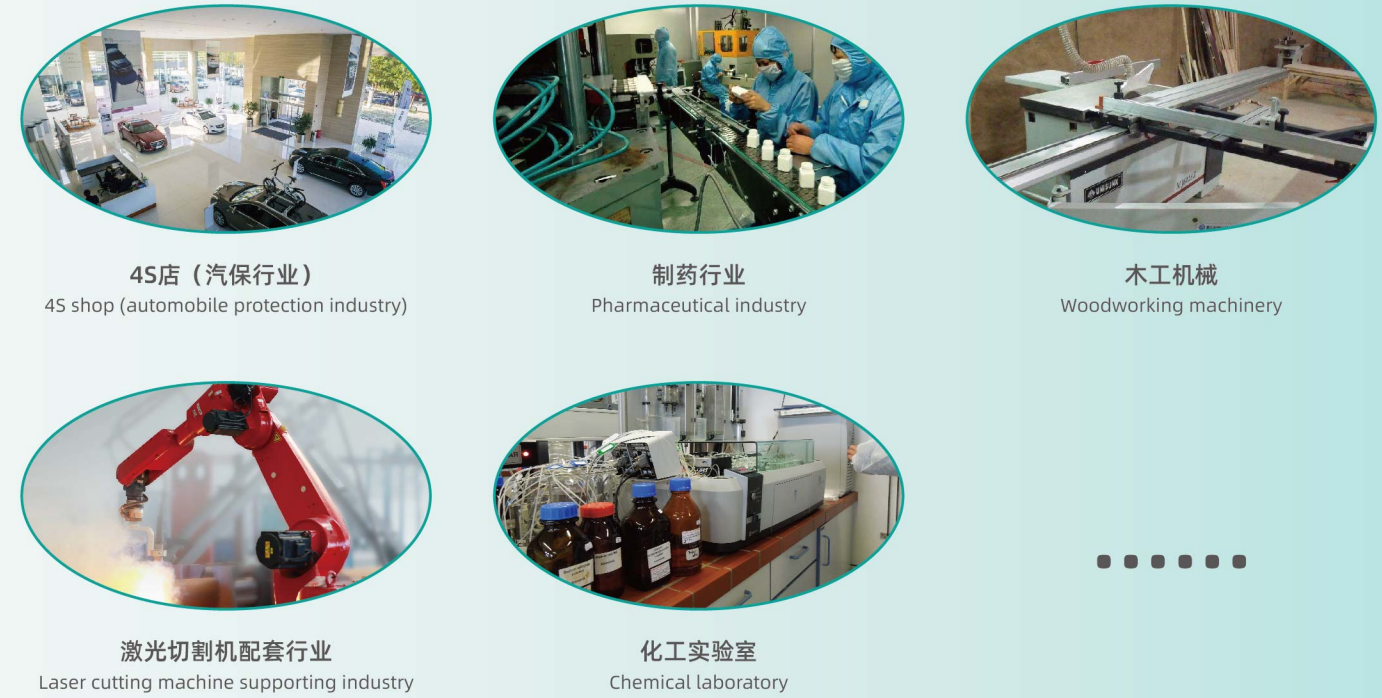 4S店（汽保行业）
4S shop (automobile protection industry)
制药行业
Pharmaceutical industry
木工机械
Woodworking machinery
激光切割机配套行业
Laser cutting machine supporting industry
化工实验室
Chemical laboratory
......